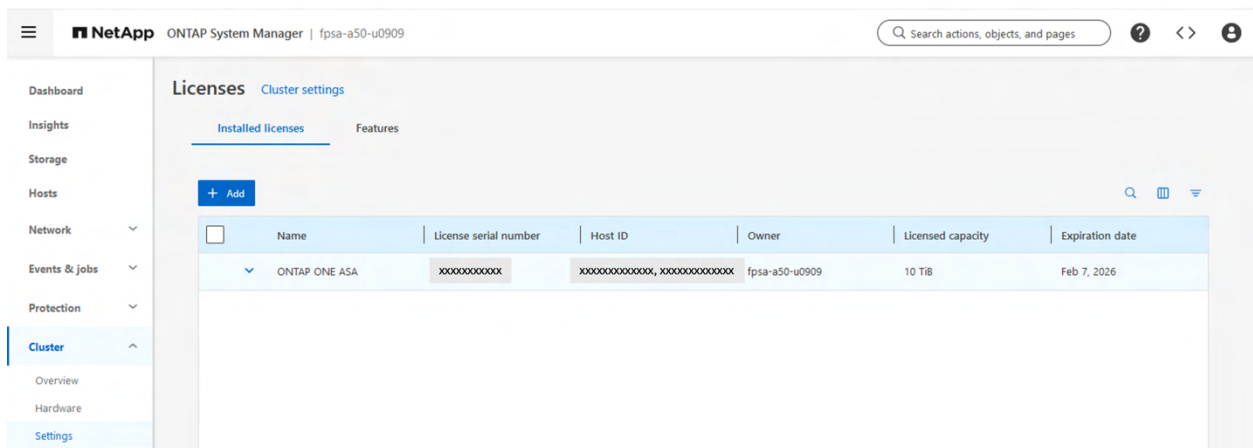 NetApp ONTAP System Manager | fpsa-a50-u0909 Search actions, objects, and pages
Dashboard
Insights
Storage
Hosts
Network
Events & jobs
Protection
Cluster
Overview
Hardware
Settings
Licenses Cluster settings
Installed licenses Features
+ Add
Name License serial number Host ID Owner Licensed capacity Expiration date
ONTAP ONE ASA XXXXXXXXXXX XXXXXXXXXXXXX, XXXXXXXXXXXXX fpsa-a50-u0909 10 TiB Feb 7, 2026